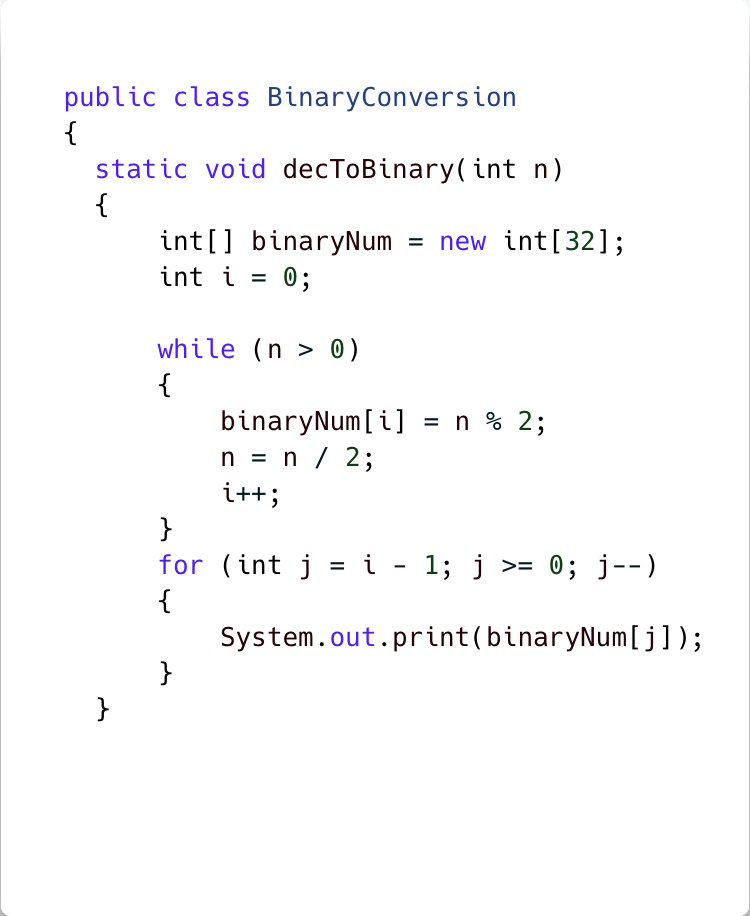 public class BinaryConversion
{
  static void decToBinary(int n)
  {
      int[] binaryNum = new int[32];
      int i = 0;

      while (n > 0)
      {
          binaryNum[i] = n % 2;
          n = n / 2;
          i++;
      }
      for (int j = i - 1; j >= 0; j--)
      {
          System.out.print(binaryNum[j]);
      }
  }